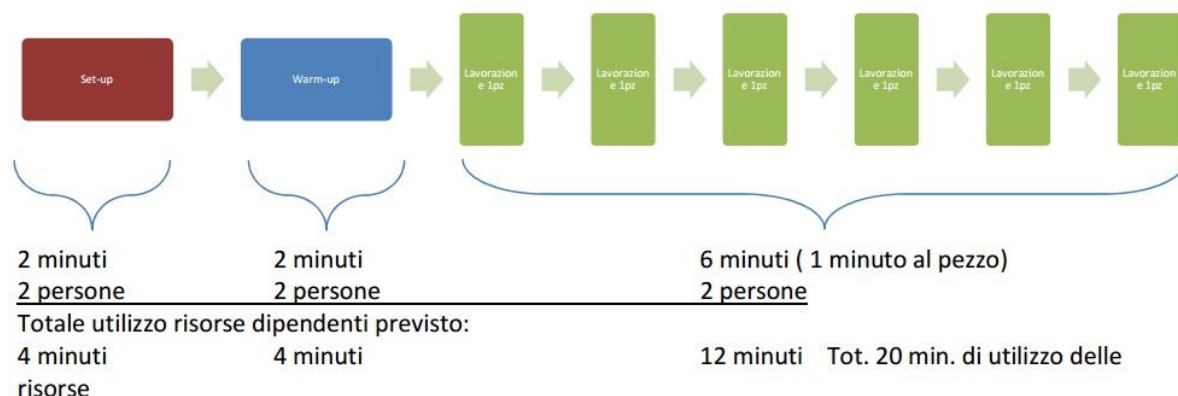 Set-up
Warm-up
Lavorazion
e 1pz
Lavorazion
e 1pz
Lavorazion
e 1pz
Lavorazion
e 1pz
Lavorazion
e 1pz
Lavorazion
e 1pz
2 minuti 2 minuti 6 minuti ( 1 minuto al pezzo)
2 persone 2 persone 2 persone
Totale utilizzo risorse dipendenti previsto:
4 minuti 4 minuti 12 minuti Tot. 20 min. di utilizzo delle
risorse